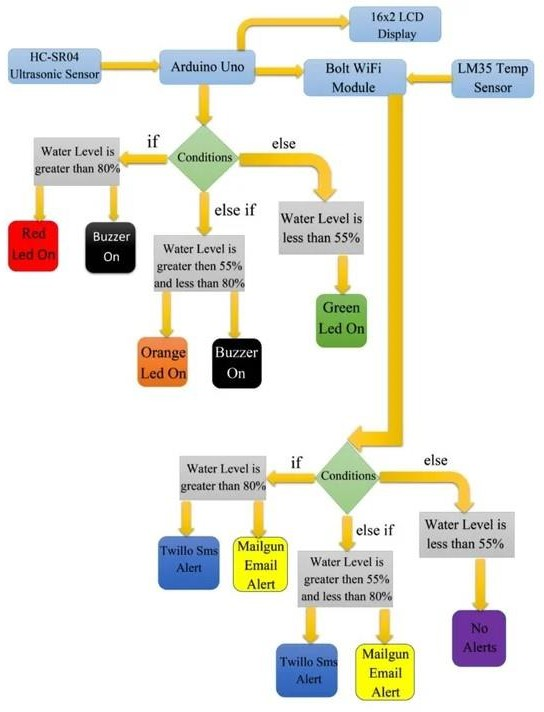 16x2 LCD
Display
HC-SR04
Ultrasonic Sensor
Arduino Uno
Bolt WiFi
Module
LM35 Temp
Sensor
if
Conditions
else
Water Level is
greater than 80%
else if
Water Level is
less than 55%
Red
Led On
Buzzer
On
Water Level is
greater then 55%
and less than 80%
Green
Led On
Orange
Led On
Buzzer
On
if
Conditions
else
Water Level is
greater than 80%
else if
Water Level is
less than 55%
Twillo Sms
Alert
Mailgun
Email
Alert
Water Level is
greater then 55%
and less than 80%
No
Alerts
Twillo Sms
Alert
Mailgun
Email
Alert